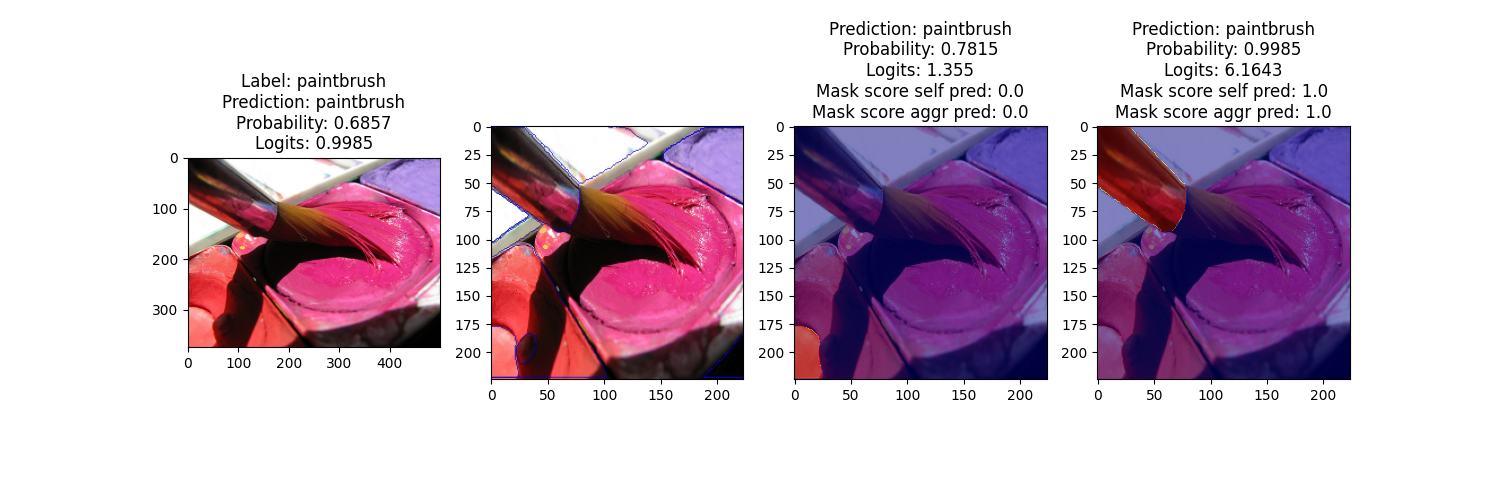 Label: paintbrush
Prediction: paintbrush
Probability: 0.6857
Logits: 0.9985
0
100
200
300
0 100 200 300 400
0
25
50
75
100
125
150
175
200
0 50 100 150 200
Prediction: paintbrush
Probability: 0.7815
Logits: 1.355
Mask score self pred: 0.0
Mask score aggr pred: 0.0
0
25
50
75
100
125
150
175
200
0 50 100 150 200
Prediction: paintbrush
Probability: 0.9985
Logits: 6.1643
Mask score self pred: 1.0
Mask score aggr pred: 1.0
0
25
50
75
100
125
150
175
200
0 50 100 150 200